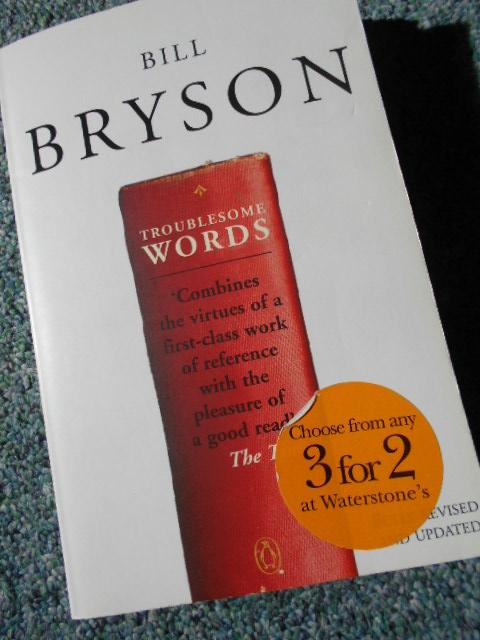 BILL
BRYSON
TROUBLESOME
WORDS
'Combines
the virtues of a
first-class work
of reference
with the
pleasure of
a good read'
The T
Choose from any
3 for 2
at Waterstone's
EVISED
D UPDATED